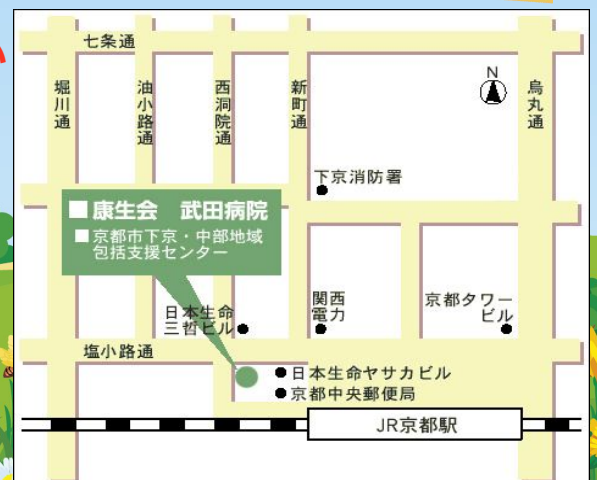 七条通
堀川通
油小路通
西洞院通
新町通
N
烏丸通
下京消防署
■康生会　武田病院
■京都市下京・中部地域
包括支援センター
日本生命
三哲ビル
関西
電力
京都タワー
ビル
塩小路通
日本生命ヤサカビル
京都中央郵便局
JR京都駅